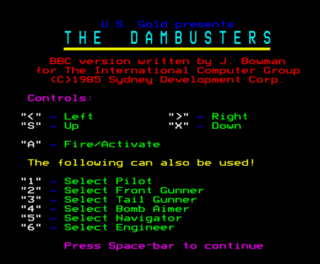 U.S. Gold presents
THE DAMBUSTERS
BBC version written by J. Bowman
for The International Computer Group
(C)1985 Sydney Development Corp.
Controls:
"<" - Left ">" - Right
"S" - Up "X" - Down
"A" - Fire/Activate
The following can also be used!
"1" - Select Pilot
"2" - Select Front Gunner
"3" - Select Tail Gunner
"4" - Select Bomb Aimer
"5" - Select Navigator
"6" - Select Engineer
Press Space-bar to continue